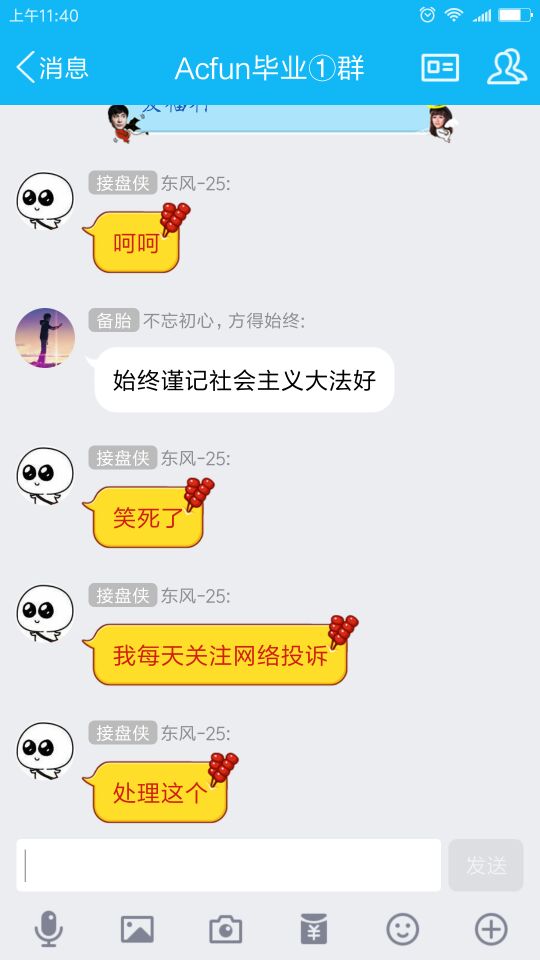 上午11:40
消息
Acfun毕业①群
接盘侠 东风-25:
呵呵
备胎 不忘初心，方得始终:
始终谨记社会主义大法好
接盘侠 东风-25:
笑死了
接盘侠 东风-25:
我每天关注网络投诉
接盘侠 东风-25:
处理这个
发送